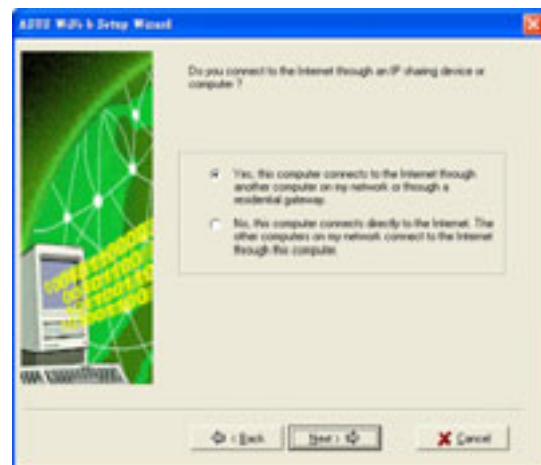 ASUS WiFi-b Setup Wizard
Do you connect to the Internet through an IP sharing device or
computer ?
Yes, this computer connects to the Internet through
another computer on my network or through a
residential gateway.
No, this computer connects directly to the Internet. The
other computers on my network connect to the Internet
through this computer.
< Back
Next >
Cancel